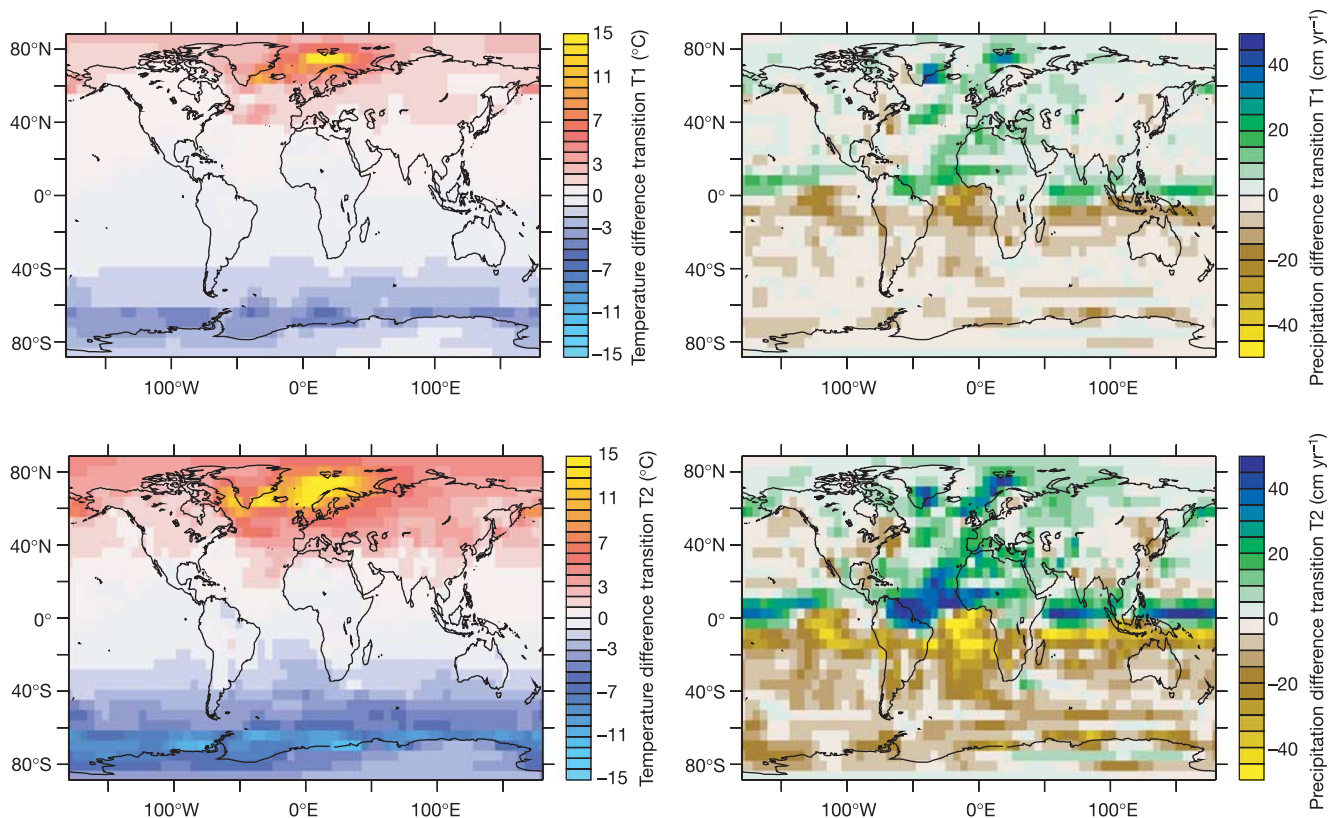 80°N
40°N
0°
40°S
80°S
100°W
0°E
100°E
15
11
7
3
0
−3
−7
−11
−15
Temperature difference transition T1 (°C)
80°N
40°N
0°
40°S
80°S
100°W
0°E
100°E
40
20
0
−20
−40
Precipitation difference transition T1 (cm yr⁻¹)
80°N
40°N
0°
40°S
80°S
100°W
0°E
100°E
15
11
7
3
0
−3
−7
−11
−15
Temperature difference transition T2 (°C)
80°N
40°N
0°
40°S
80°S
100°W
0°E
100°E
40
20
0
−20
−40
Precipitation difference transition T2 (cm yr⁻¹)